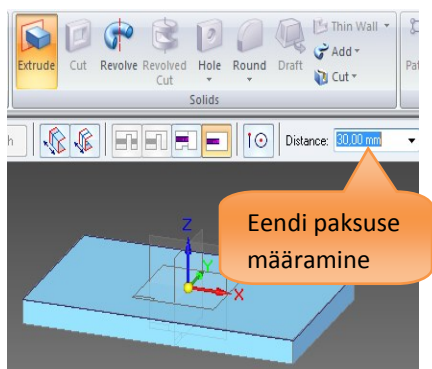 Extrude Cut Revolve Revolved Cut Hole Round Draft
Thin Wall
Add
Cut
Pat
Solids
h
Distance: 30,00 mm
Eendi paksuse
määramine
Z
Y
X